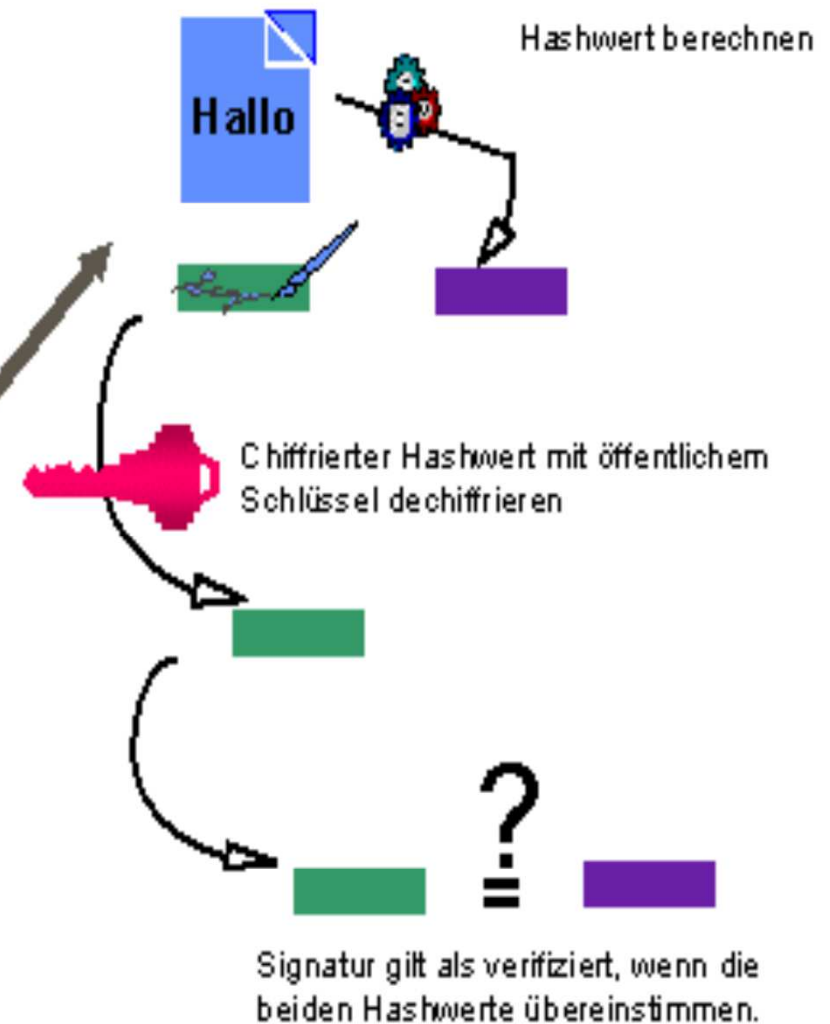 Hashwert berechnen
Hallo
Chiffrierter Hashwert mit öffentlichem
Schlüssel dechiffrieren
?
=
Signatur gilt als verifiziert, wenn die
beiden Hashwerte übereinstimmen.